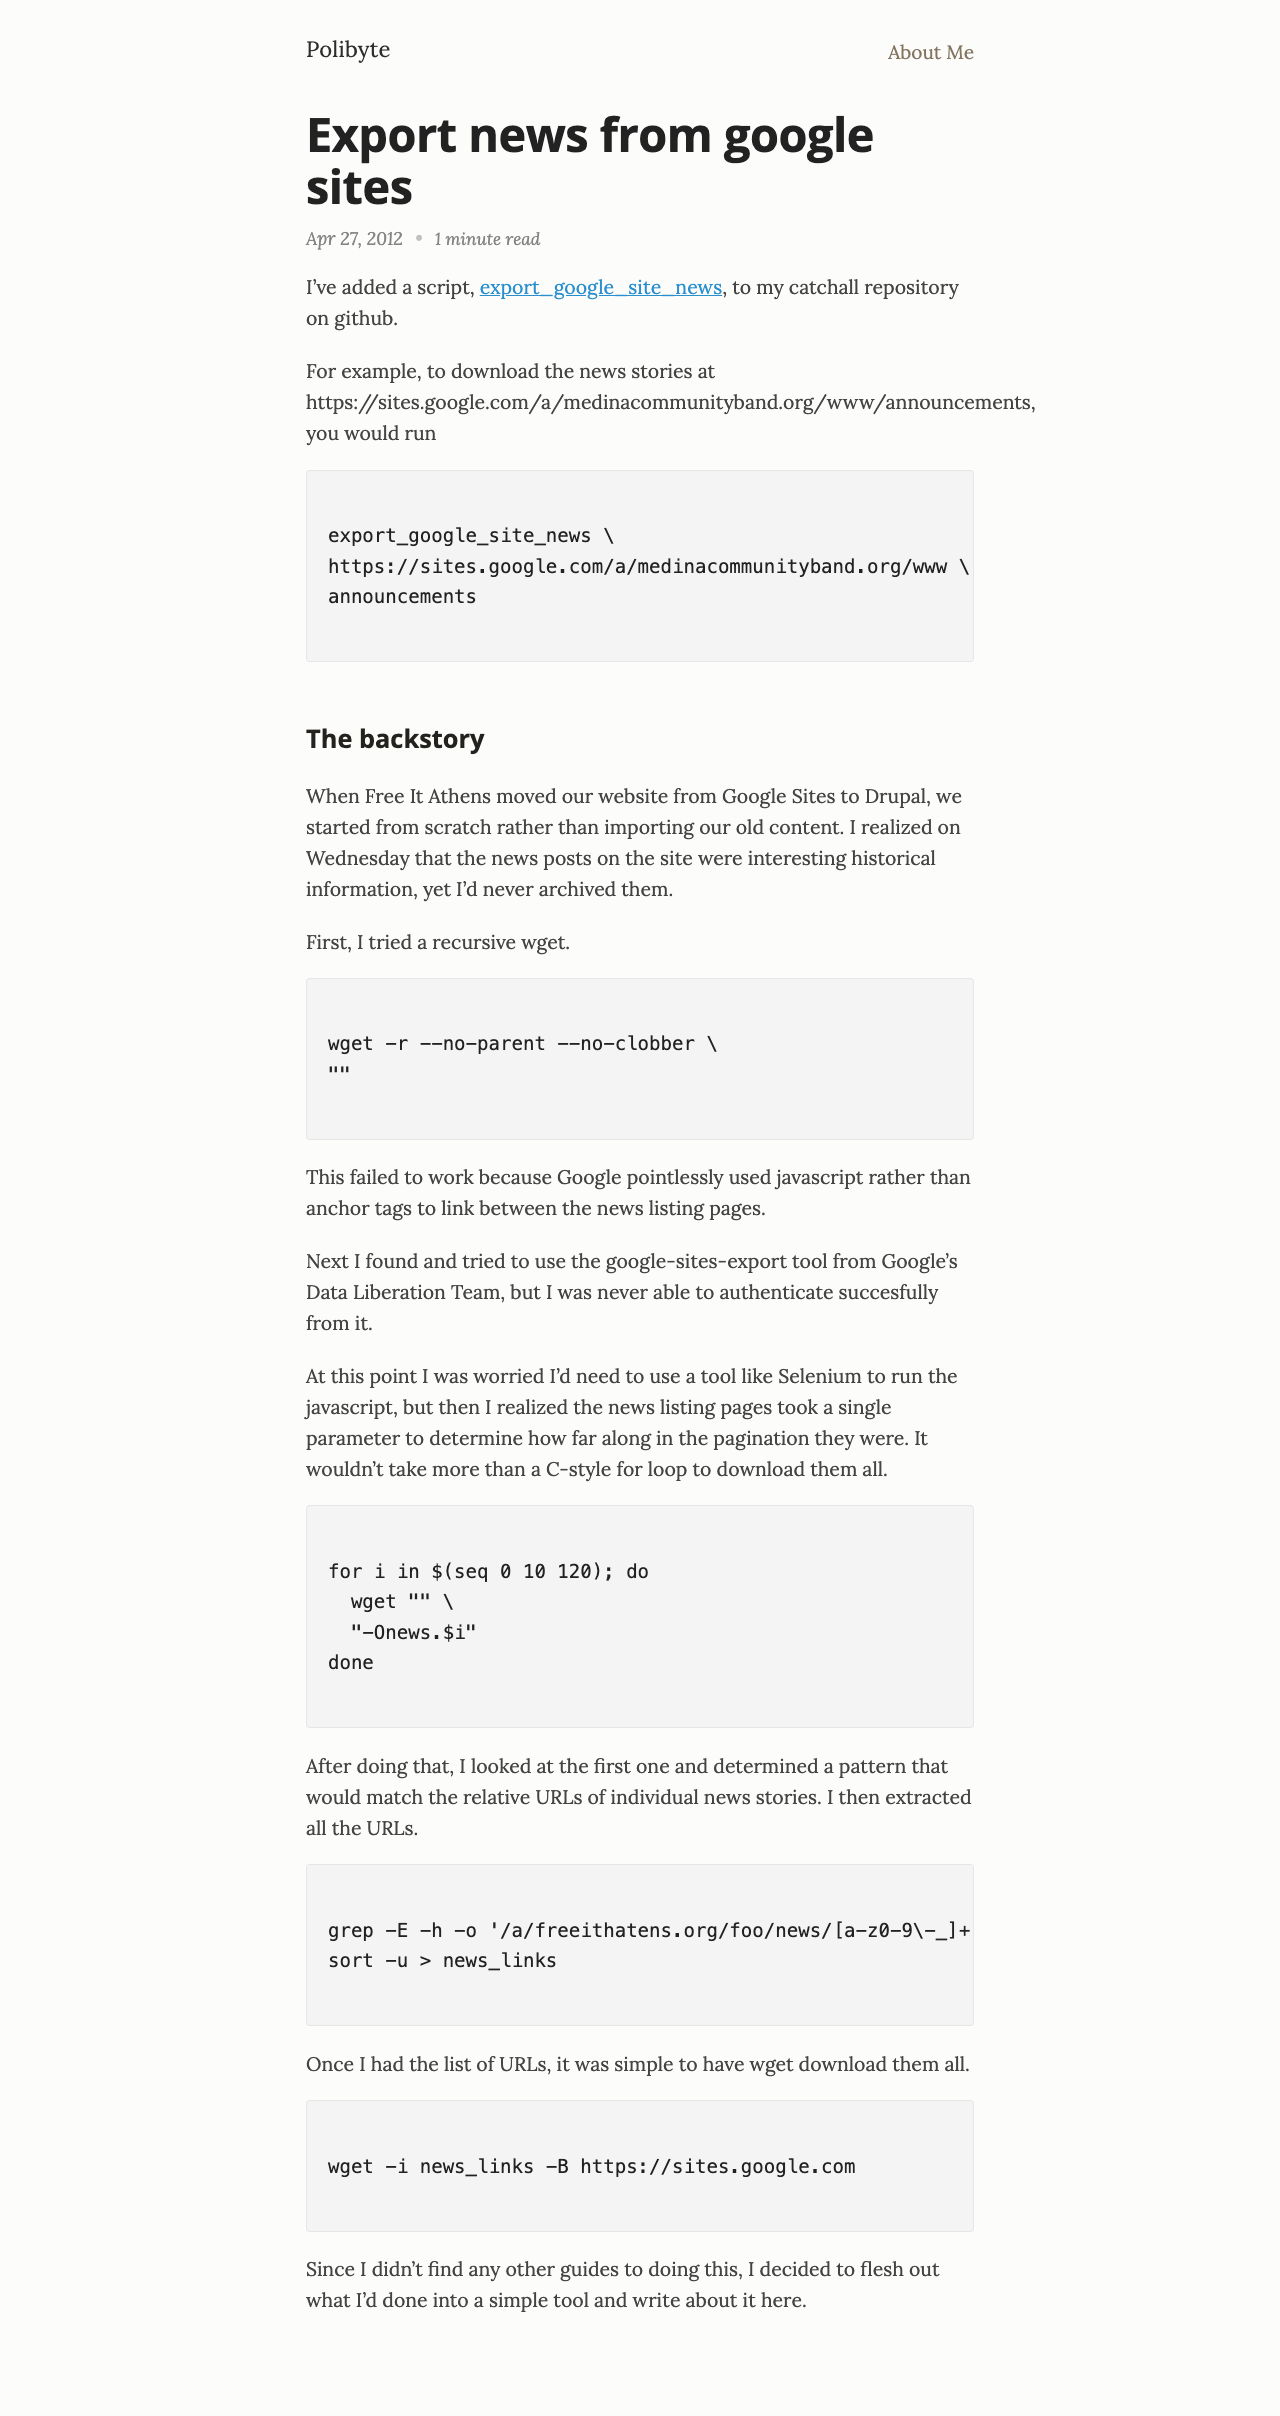 Polibyte
About Me
Export news from google
sites
Apr 27, 2012 • 1 minute read
I’ve added a script, export_google_site_news, to my catchall repository
on github.
For example, to download the news stories at
https://sites.google.com/a/medinacommunityband.org/www/announcements,
you would run
export_google_site_news \
https://sites.google.com/a/medinacommunityband.org/www \
announcements
The backstory
When Free It Athens moved our website from Google Sites to Drupal, we
started from scratch rather than importing our old content. I realized on
Wednesday that the news posts on the site were interesting historical
information, yet I’d never archived them.
First, I tried a recursive wget.
wget -r --no-parent --no-clobber \
""
This failed to work because Google pointlessly used javascript rather than
anchor tags to link between the news listing pages.
Next I found and tried to use the google-sites-export tool from Google’s
Data Liberation Team, but I was never able to authenticate succesfully
from it.
At this point I was worried I’d need to use a tool like Selenium to run the
javascript, but then I realized the news listing pages took a single
parameter to determine how far along in the pagination they were. It
wouldn’t take more than a C-style for loop to download them all.
for i in $(seq 0 10 120); do
  wget "" \
  "-Onews.$i"
done
After doing that, I looked at the first one and determined a pattern that
would match the relative URLs of individual news stories. I then extracted
all the URLs.
grep -E -h -o '/a/freeithatens.org/foo/news/[a-z0-9\-_]+
sort -u > news_links
Once I had the list of URLs, it was simple to have wget download them all.
wget -i news_links -B https://sites.google.com
Since I didn’t find any other guides to doing this, I decided to flesh out
what I’d done into a simple tool and write about it here.